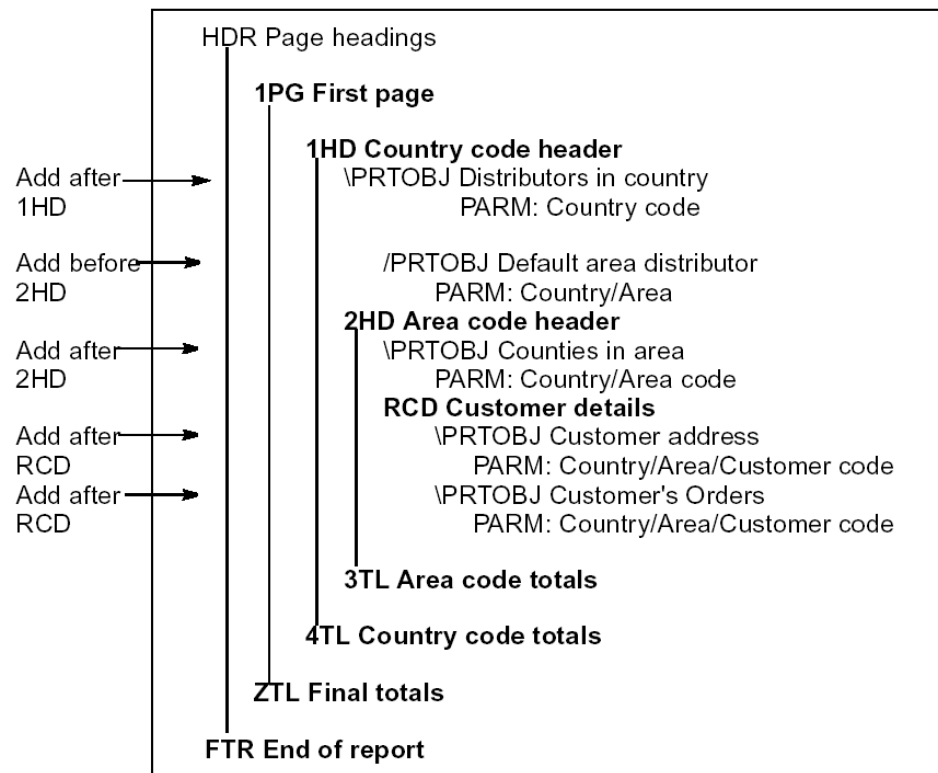 HDR Page headings
1PG First page
1HD Country code header
Add after
1HD
\PRTOBJ Distributors in country
PARM: Country code
Add before
2HD
/PRTOBJ Default area distributor
PARM: Country/Area
2HD Area code header
Add after
2HD
\PRTOBJ Counties in area
PARM: Country/Area code
RCD Customer details
Add after
RCD
\PRTOBJ Customer address
PARM: Country/Area/Customer code
Add after
RCD
\PRTOBJ Customer's Orders
PARM: Country/Area/Customer code
3TL Area code totals
4TL Country code totals
ZTL Final totals
FTR End of report